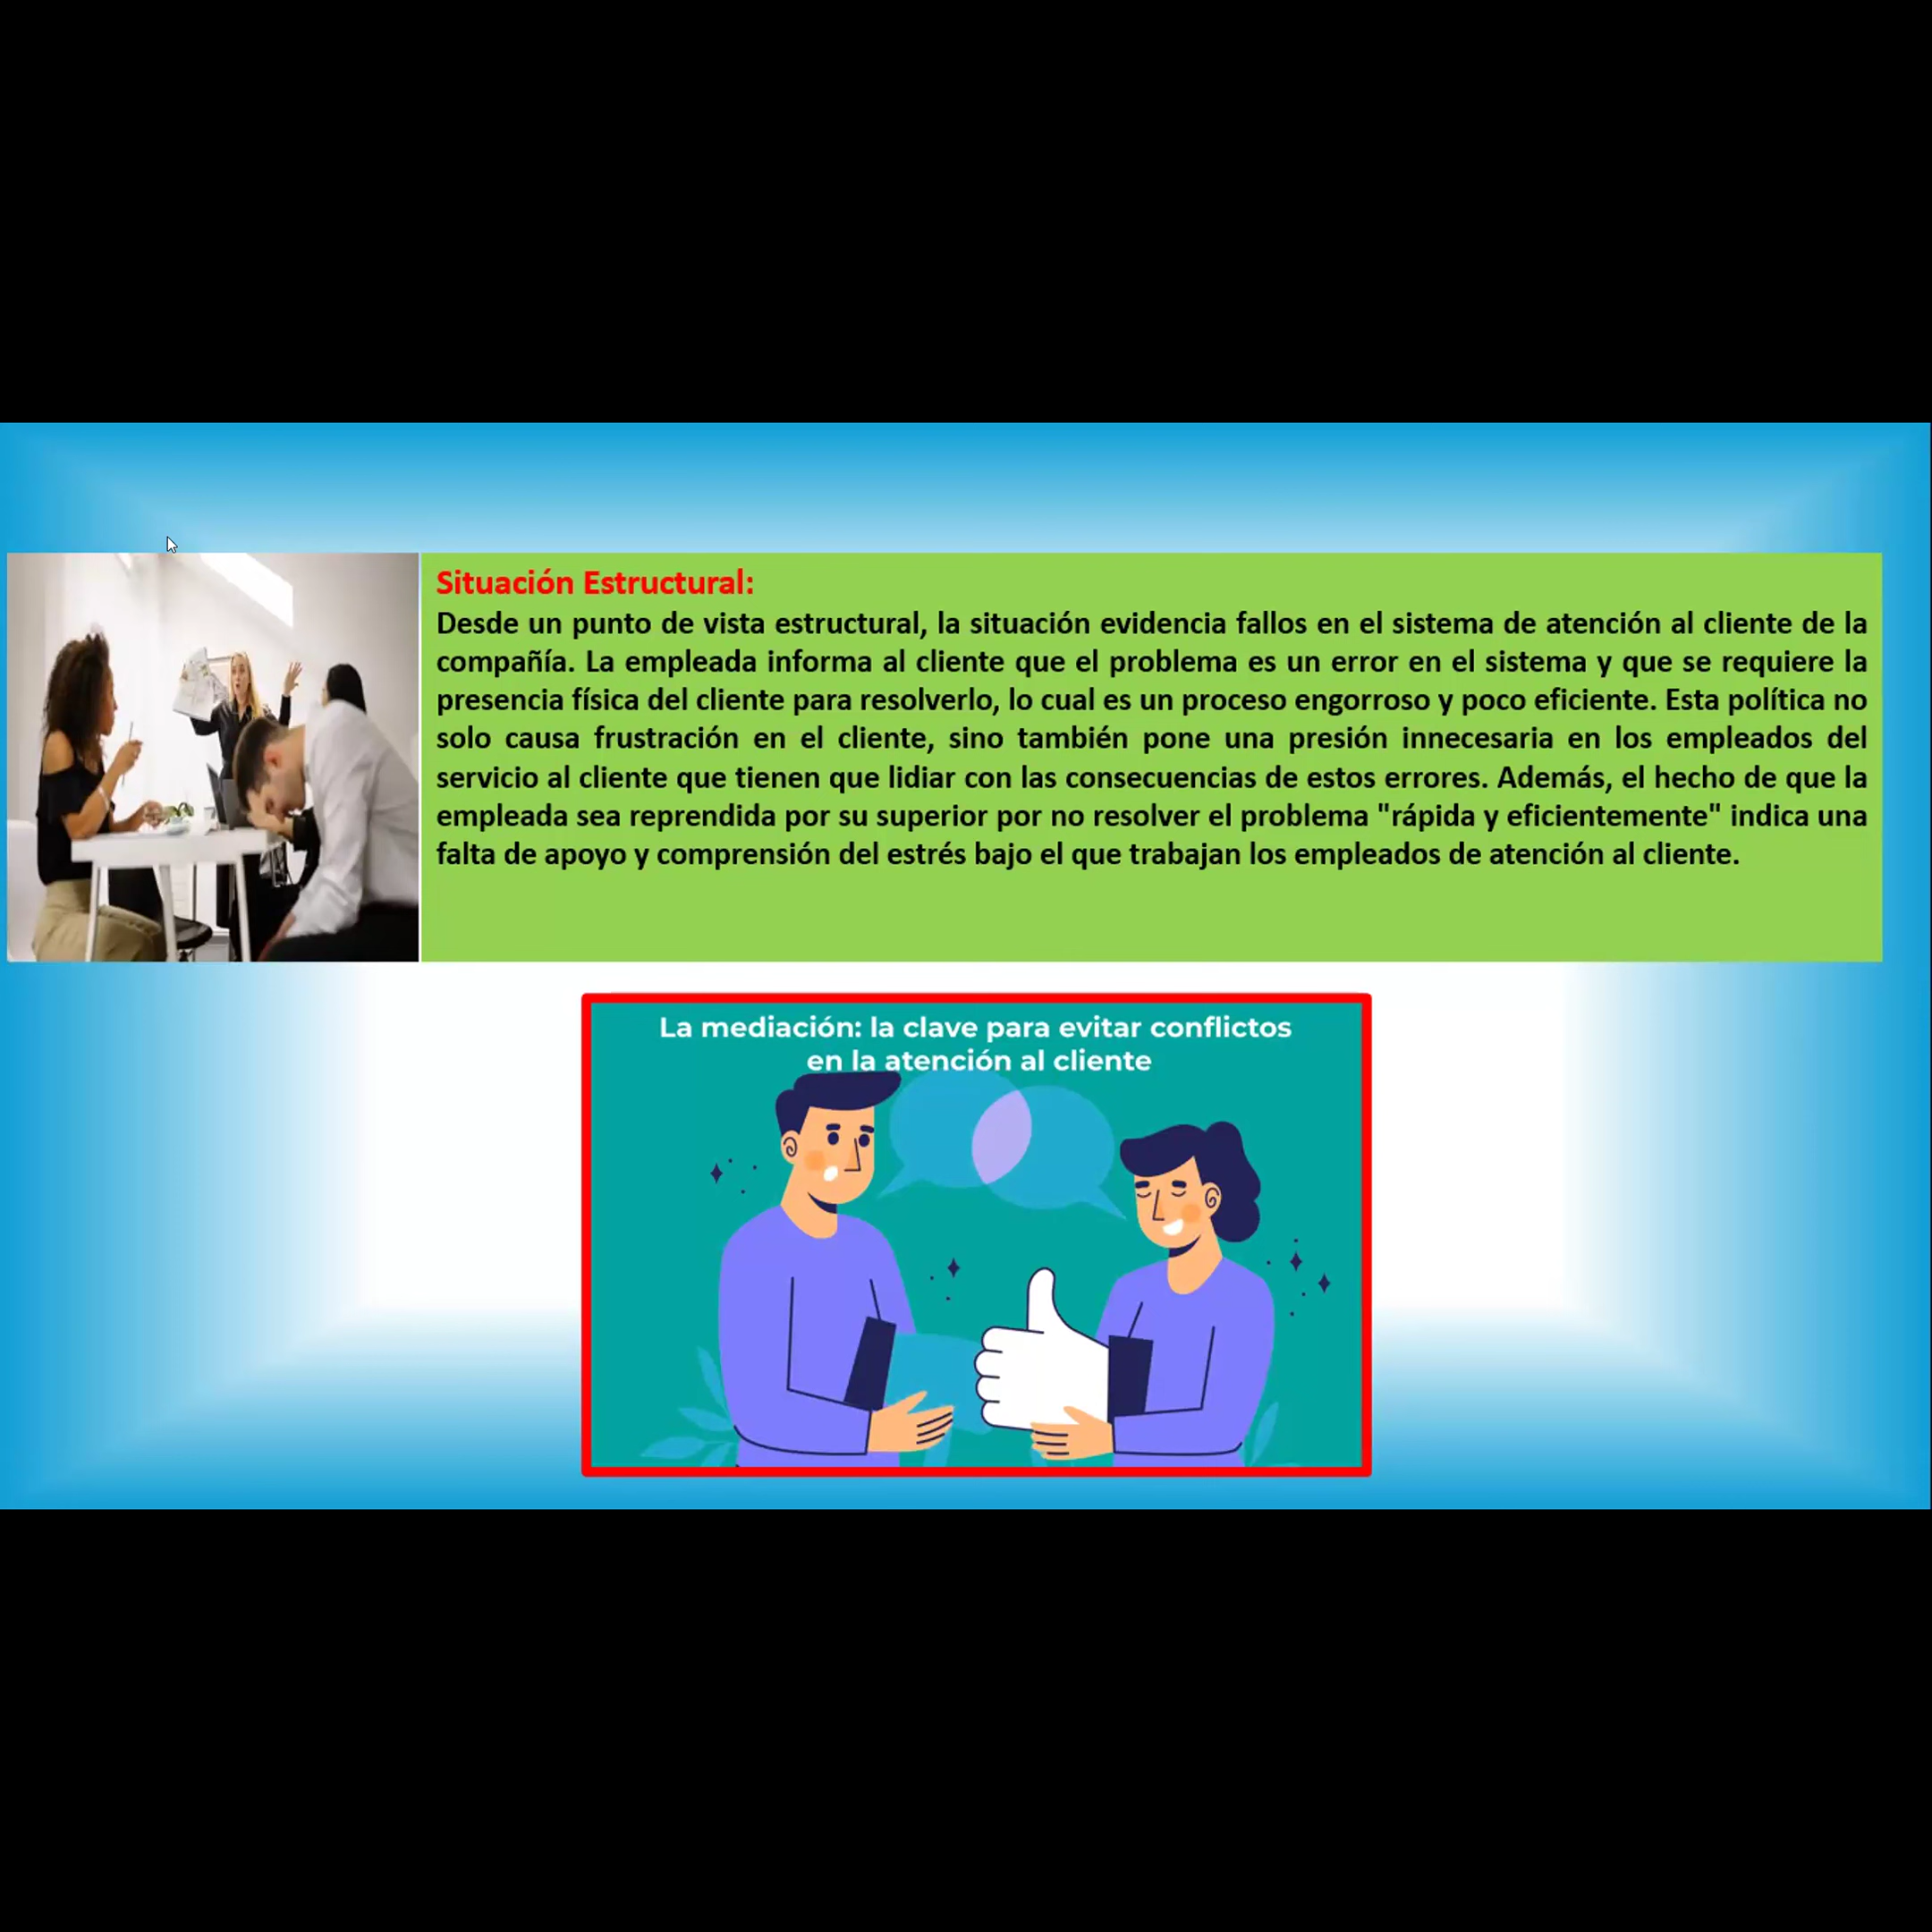 Situación Estructural:
Desde un punto de vista estructural, la situación evidencia fallos en el sistema de atención al cliente de la
compañía. La empleada informa al cliente que el problema es un error en el sistema y que se requiere la
presencia física del cliente para resolverlo, lo cual es un proceso engorroso y poco eficiente. Esta política no
solo causa frustración en el cliente, sino también pone una presión innecesaria en los empleados del
servicio al cliente que tienen que lidiar con las consecuencias de estos errores. Además, el hecho de que la
empleada sea reprendida por su superior por no resolver el problema "rápida y eficientemente" indica una
falta de apoyo y comprensión del estrés bajo el que trabajan los empleados de atención al cliente.
La mediación: la clave para evitar conflictos
en la atención al cliente